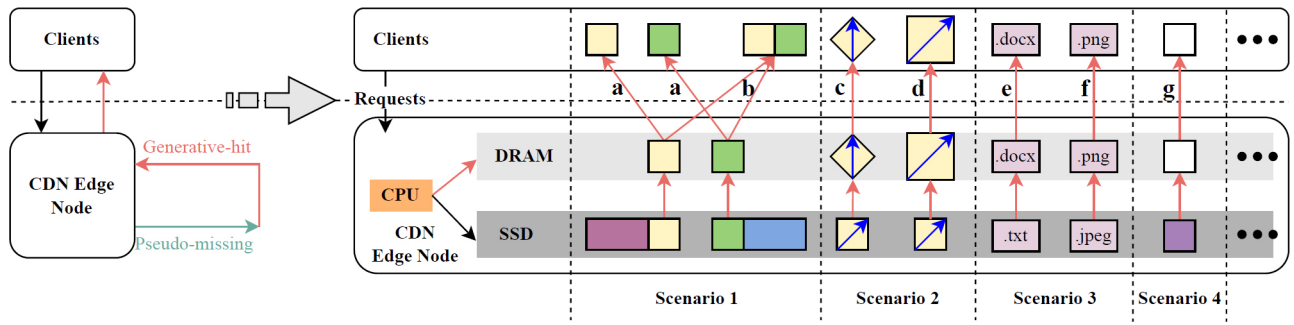 Clients
Generative-hit
CDN Edge
Node
Pseudo-missing
Clients
Requests
a
a
b
c
d
e
f
g
.docx
.png
DRAM
.docx
.png
CPU
CDN
Edge Node
SSD
.txt
.jpeg
Scenario 1
Scenario 2
Scenario 3
Scenario 4